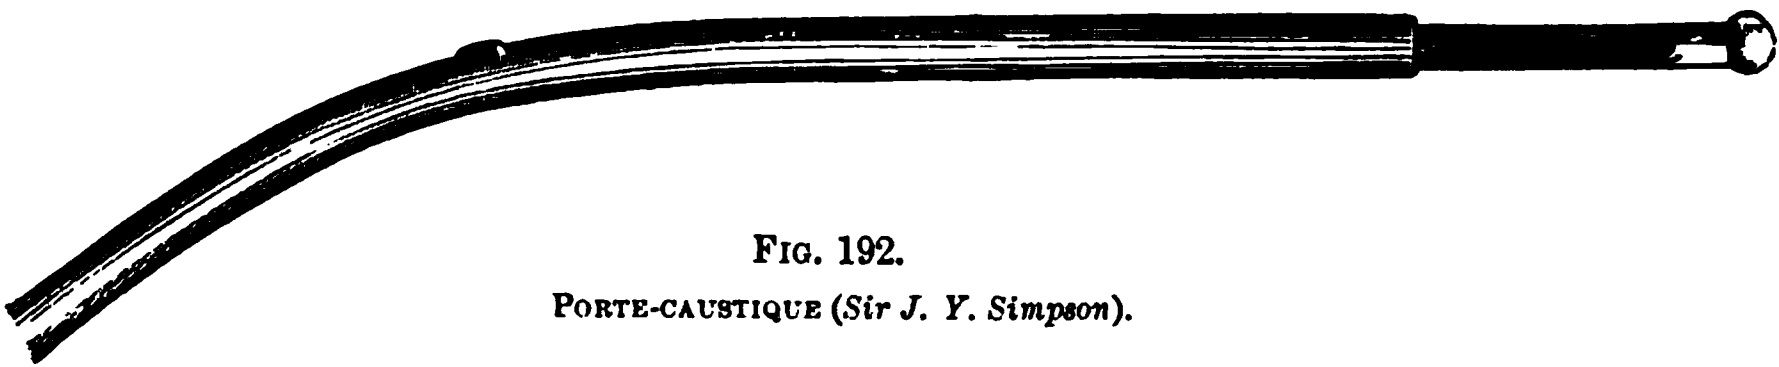 Fig. 192.
Porte-caustique (Sir J. Y. Simpson).